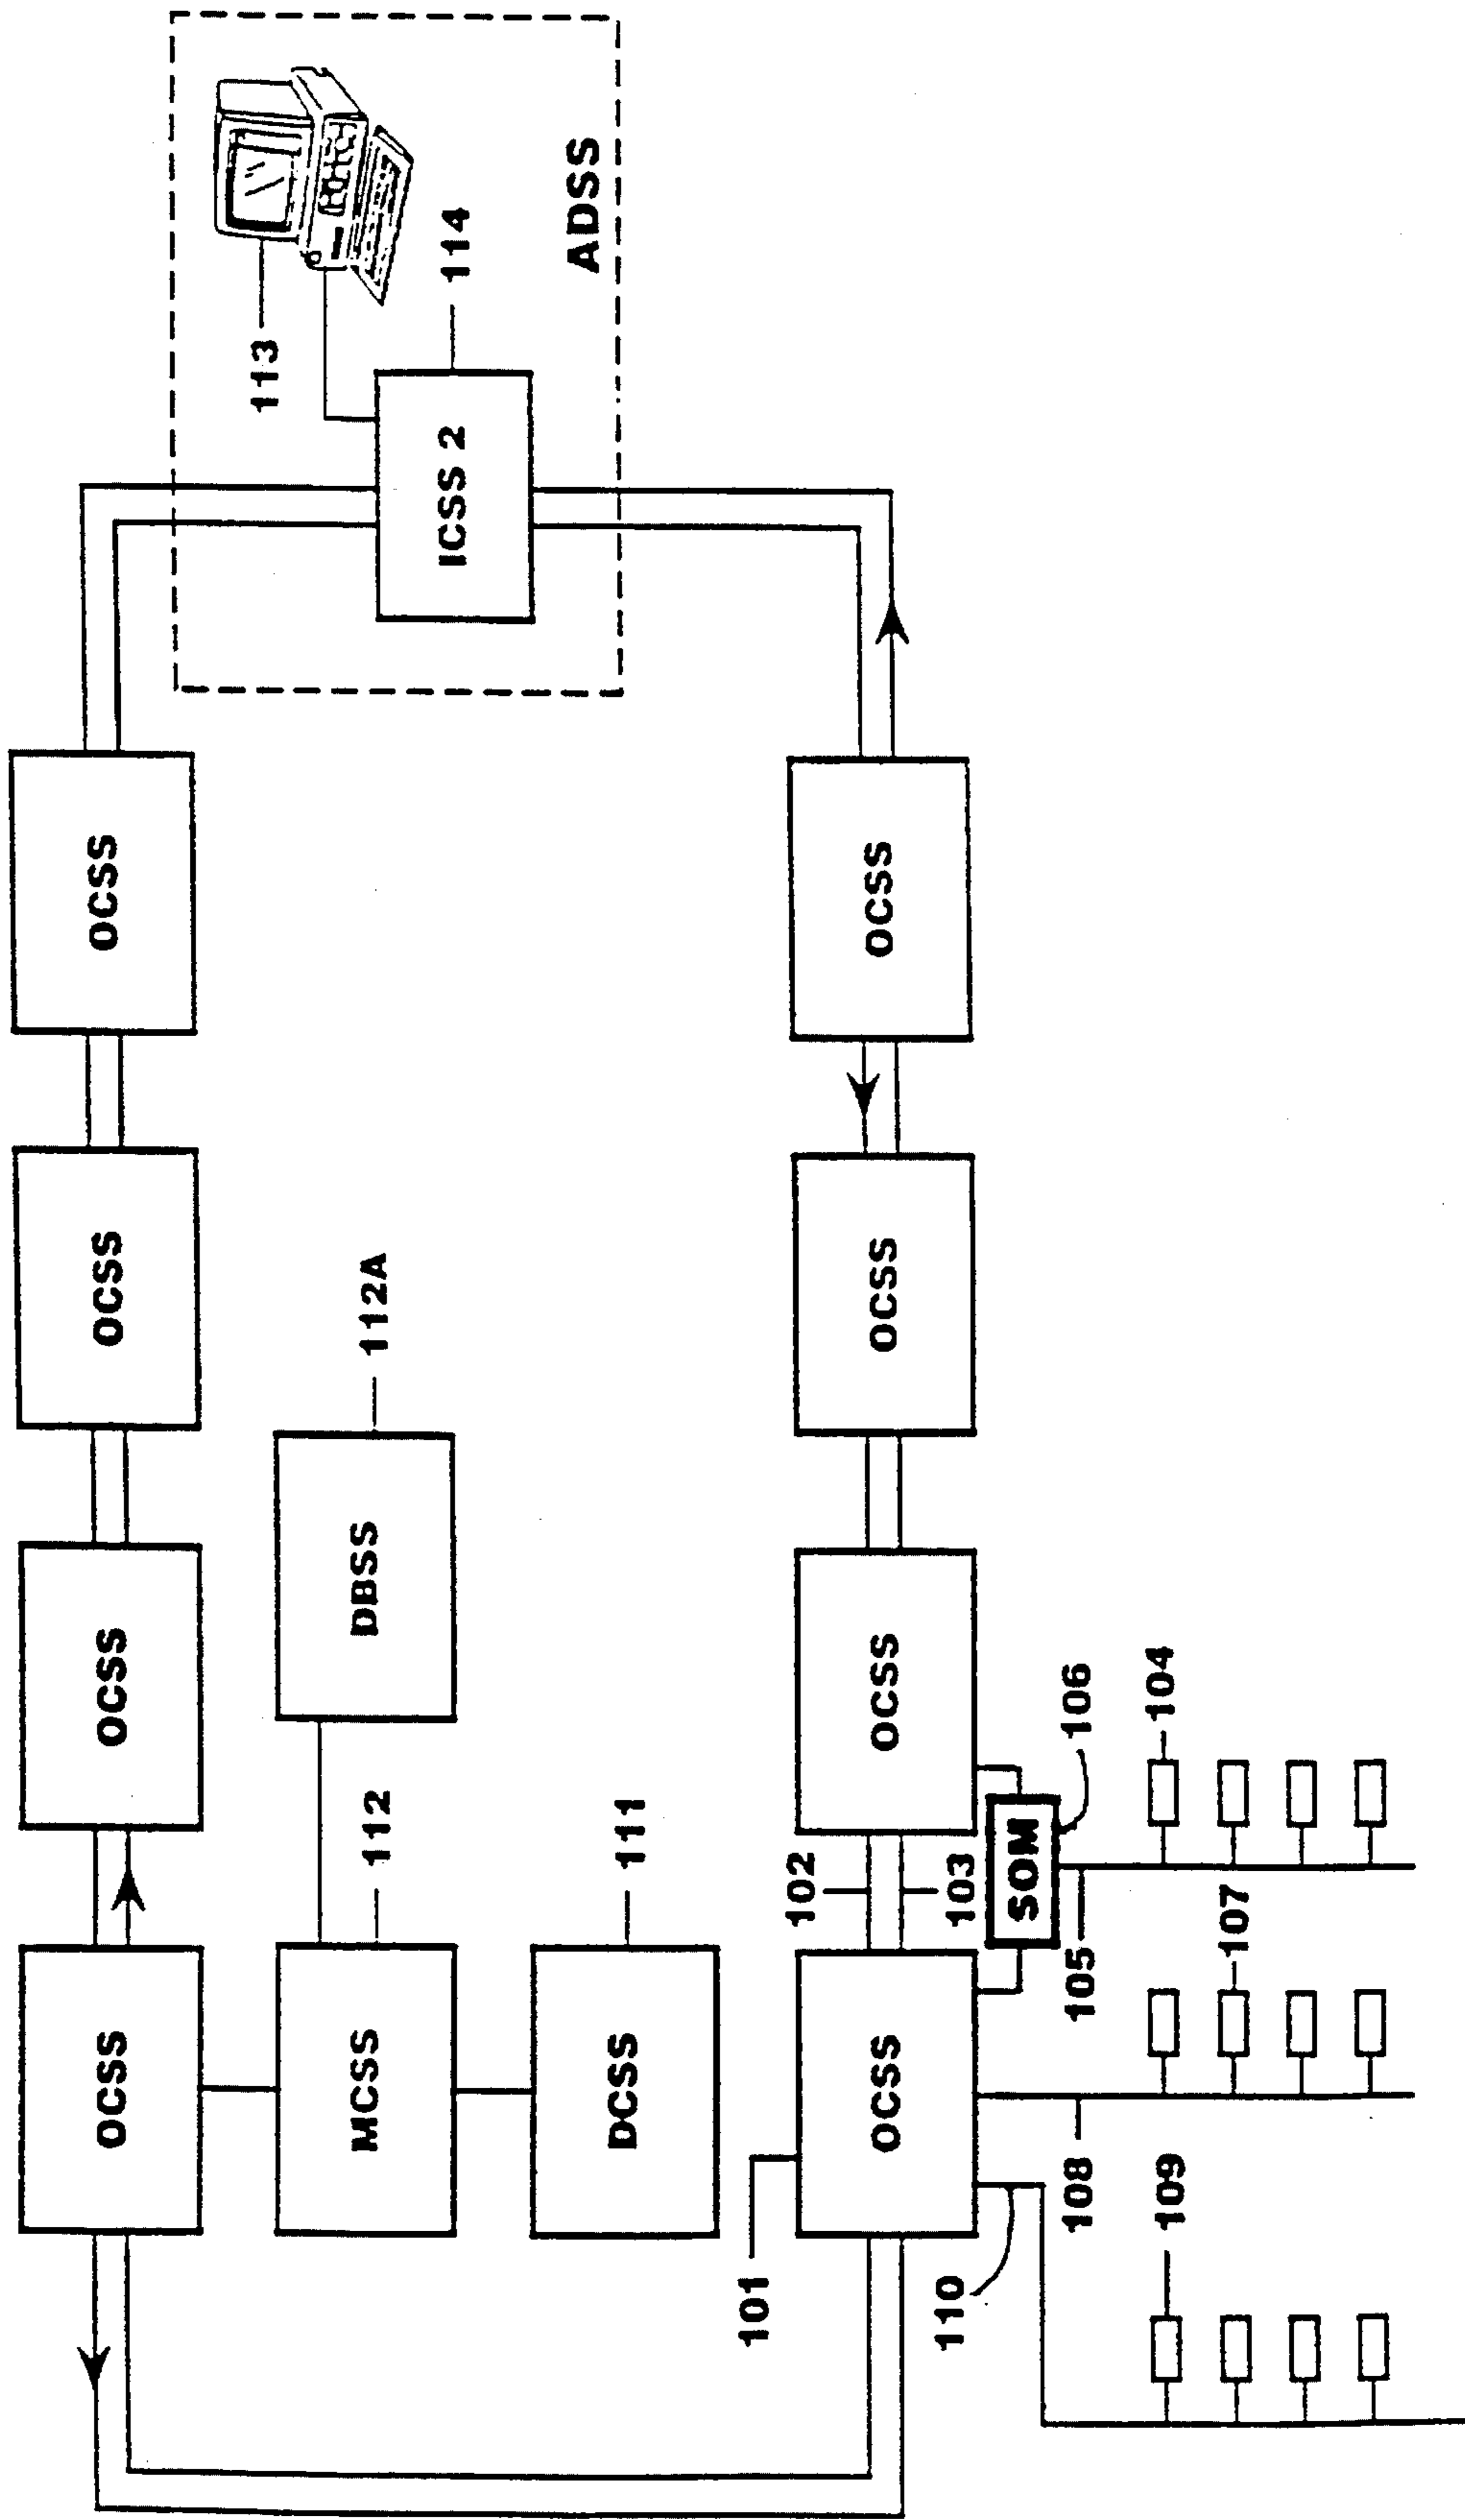 OCSS
OCSS
OCSS
OCSS
113
ICSS 2
114
ADSS
MCSS
112
DBSS
112A
DCSS
111
101
OCSS
102
103
OCSS
OCSS
OCSS
110
SOM
106
108
105
109
107
104